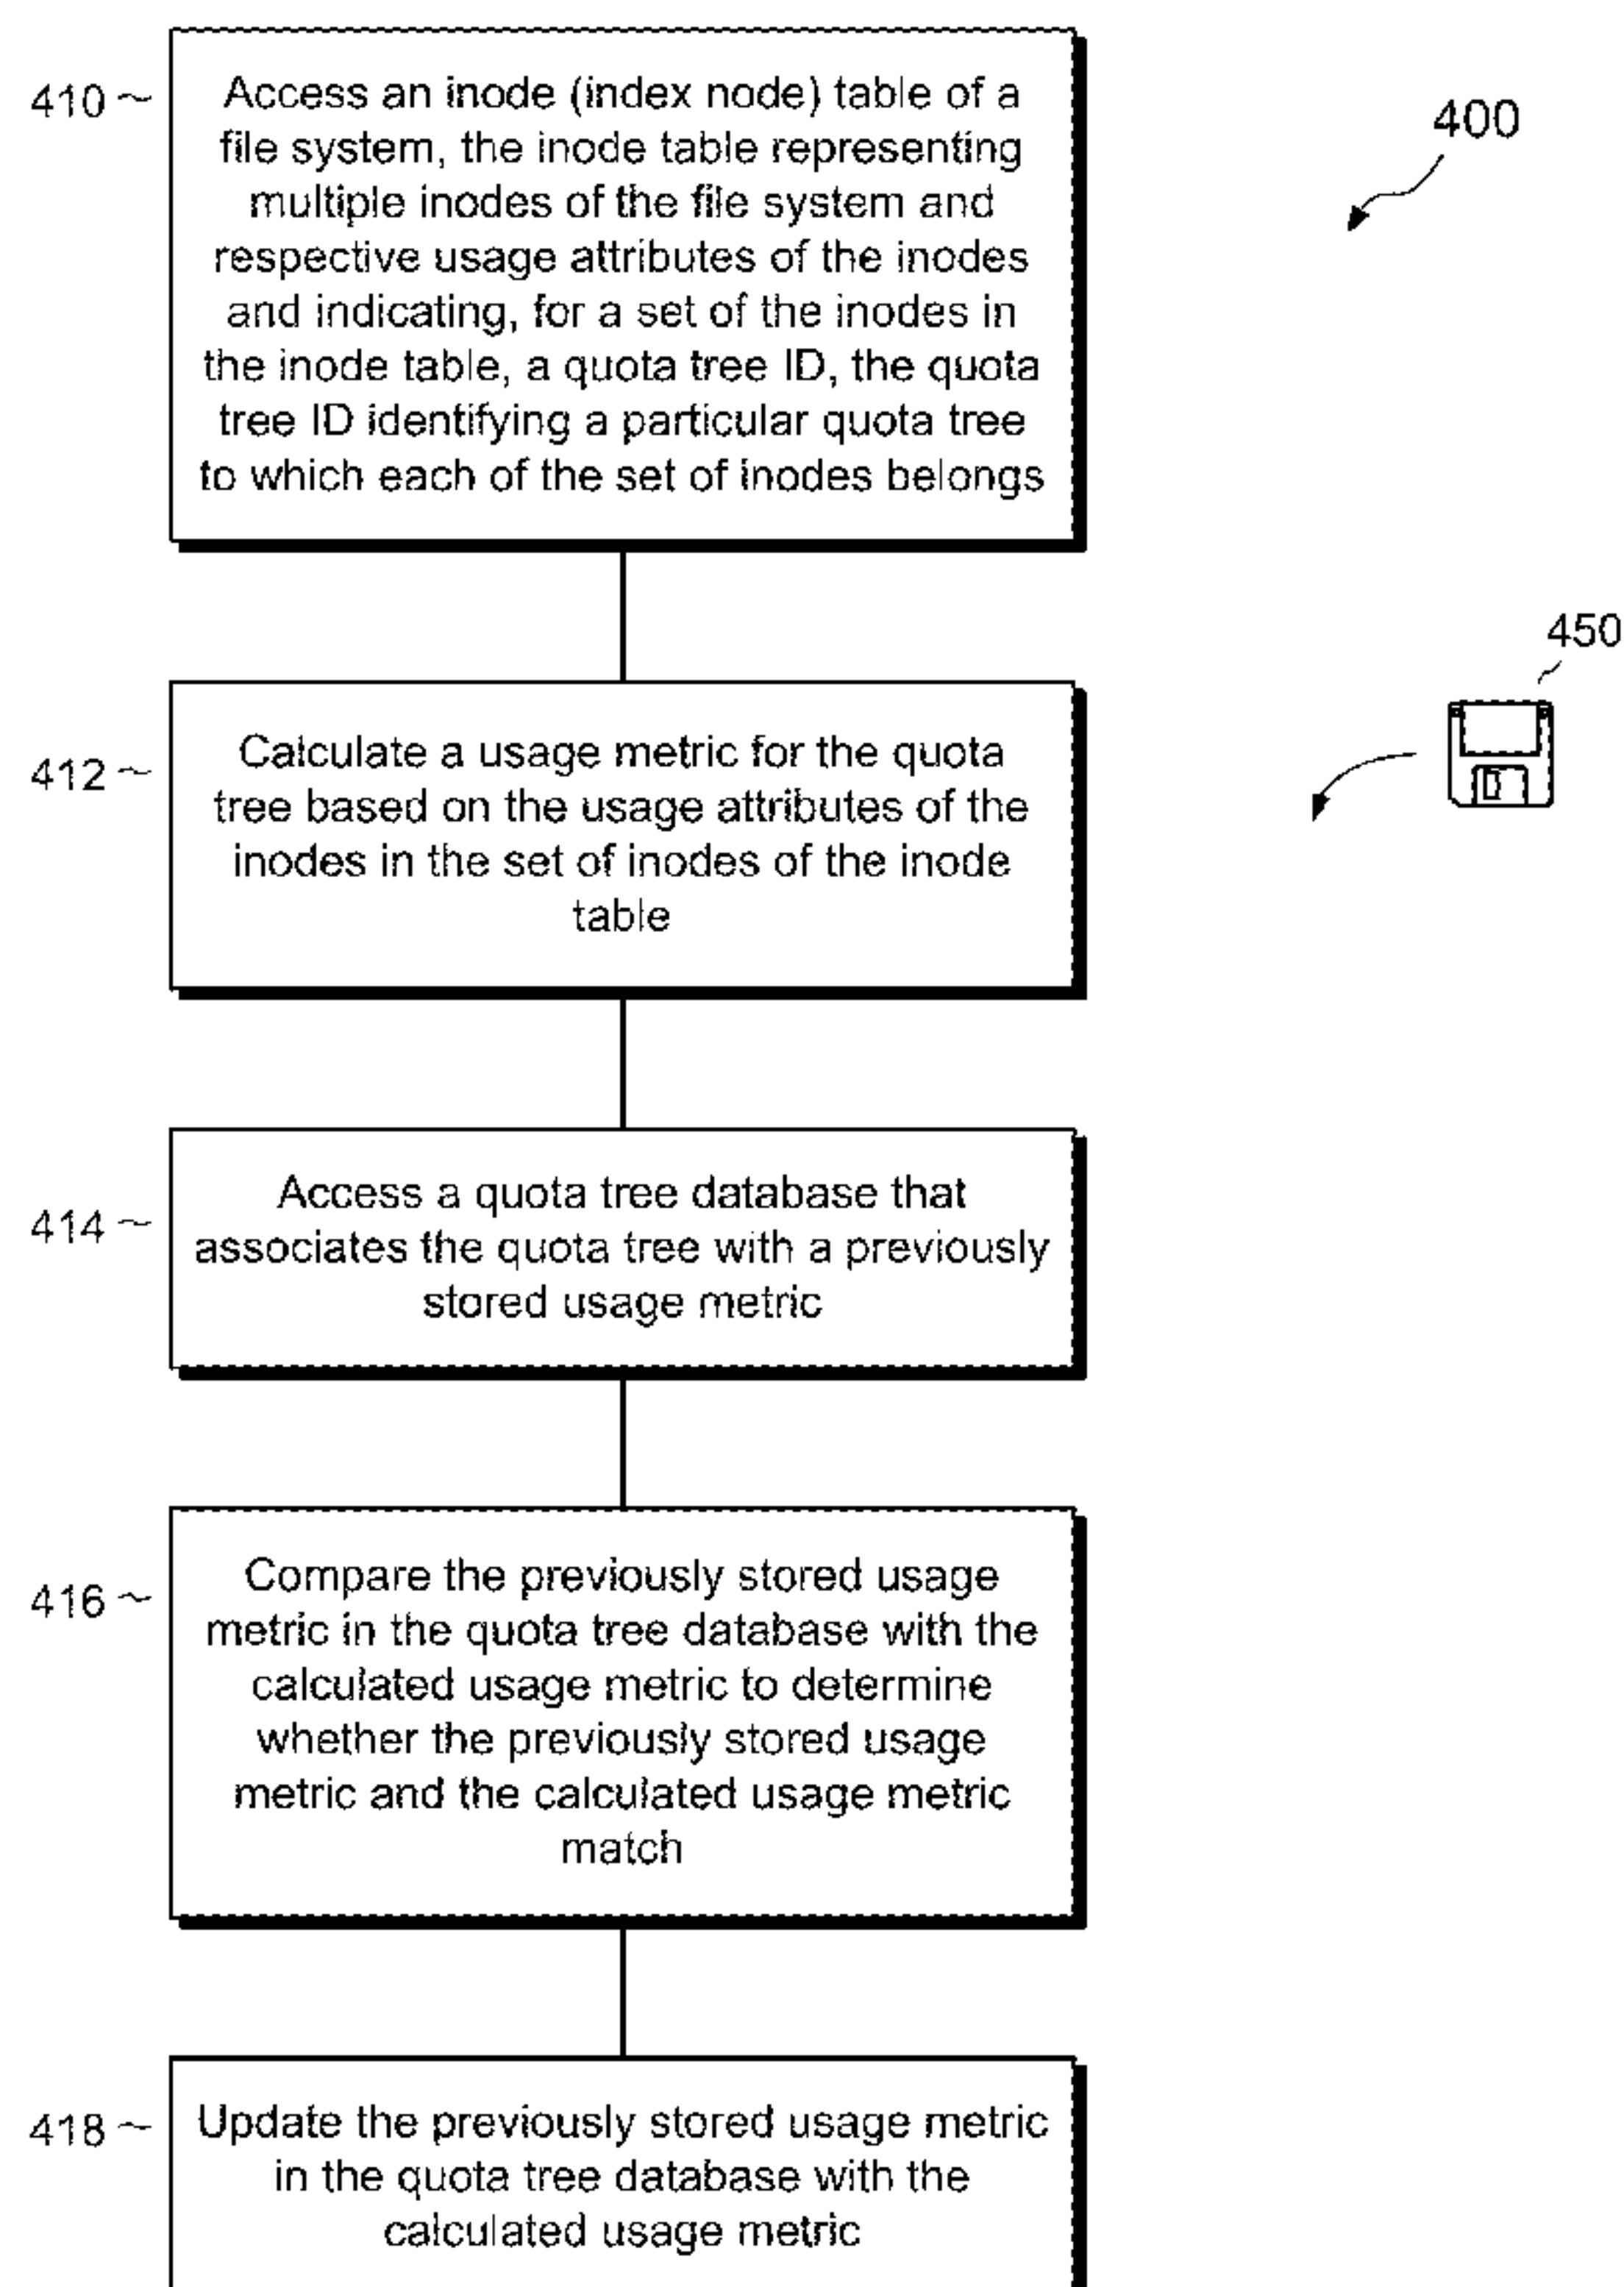 410
Access an inode (index node) table of a
file system, the inode table representing
multiple inodes of the file system and
respective usage attributes of the inodes
and indicating, for a set of the inodes in
the inode table, a quota tree ID, the quota
tree ID identifying a particular quota tree
to which each of the set of inodes belongs
400
450
412
Calculate a usage metric for the quota
tree based on the usage attributes of the
inodes in the set of inodes of the inode
table
414
Access a quota tree database that
associates the quota tree with a previously
stored usage metric
416
Compare the previously stored usage
metric in the quota tree database with the
calculated usage metric to determine
whether the previously stored usage
metric and the calculated usage metric
match
418
Update the previously stored usage metric
in the quota tree database with the
calculated usage metric